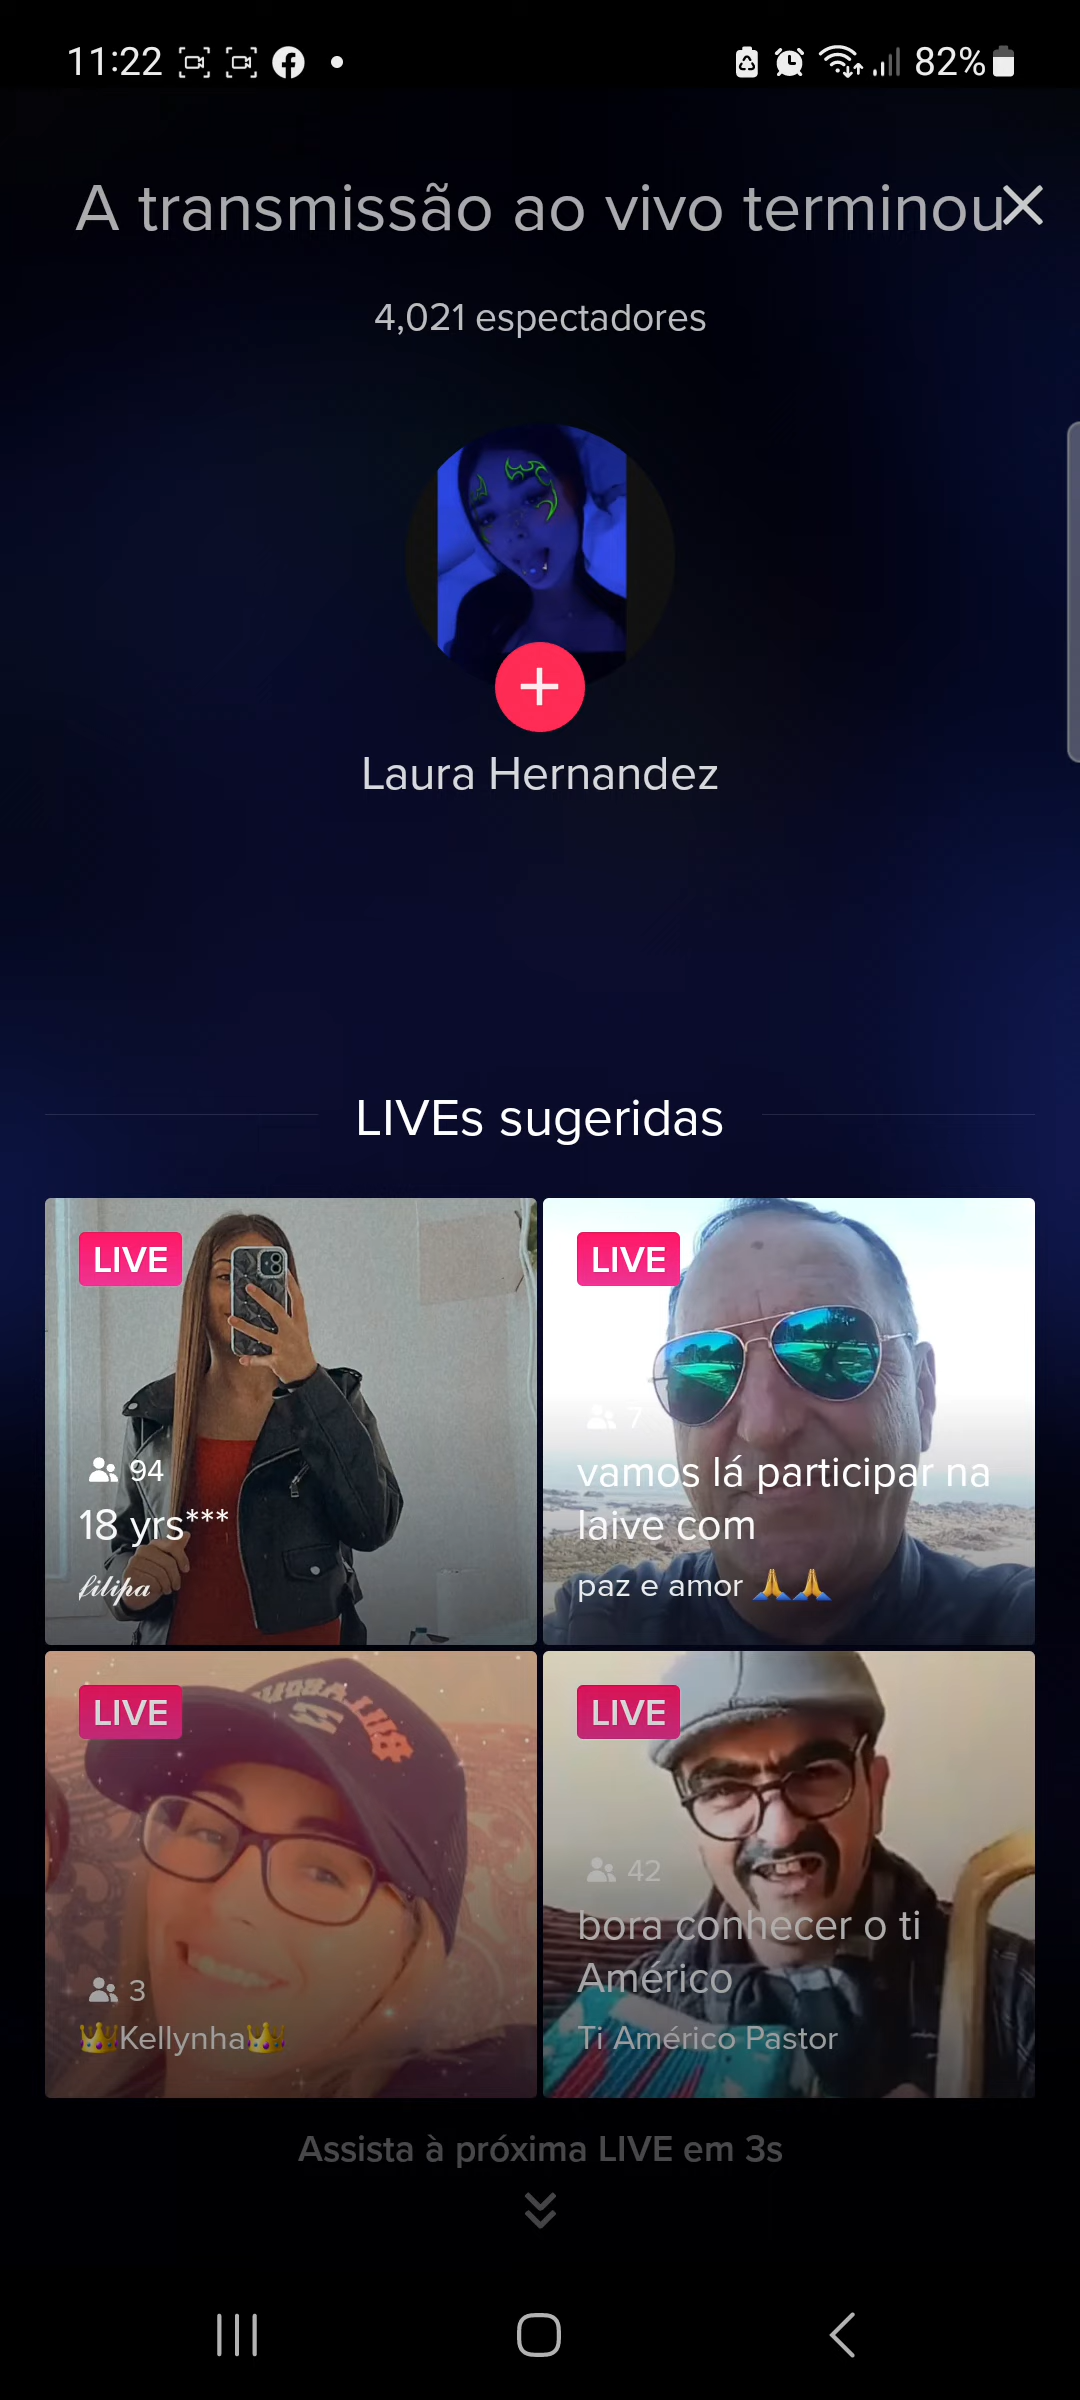 11:22
82%
A transmissão ao vivo terminou
4,021 espectadores
Laura Hernandez
LIVEs sugeridas
LIVE
94
18 yrs***
filipa
LIVE
7
vamos lá participar na
laive com
paz e amor 🙏🙏
LIVE
3
👑Kellynha👑
LIVE
42
bora conhecer o ti
Américo
Ti Américo Pastor
Assista à próxima LIVE em 3s